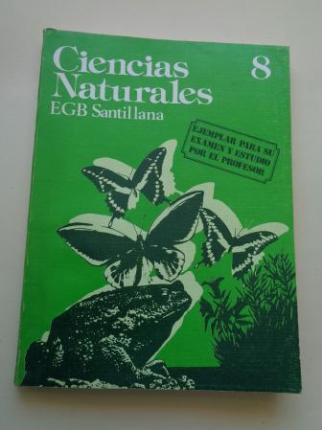 Ciencias 8
Naturales
EGB Santillana
EJEMPLAR PARA SU
EXAMEN Y ESTUDIO
POR EL PROFESOR